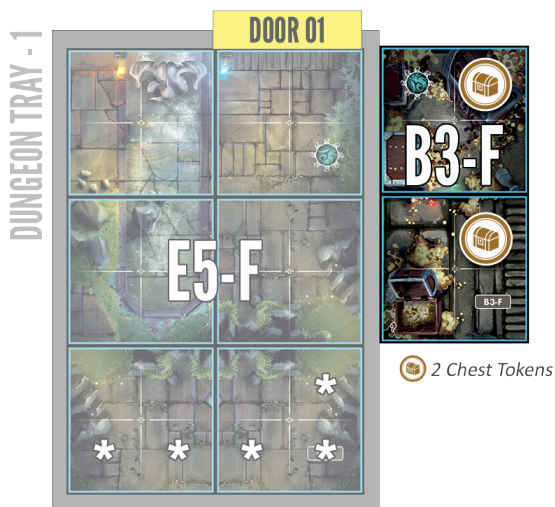 DOOR 01
DUNGEON TRAY - 1
B3-F
E5-F
B3-F
2 Chest Tokens
* 
* * * *